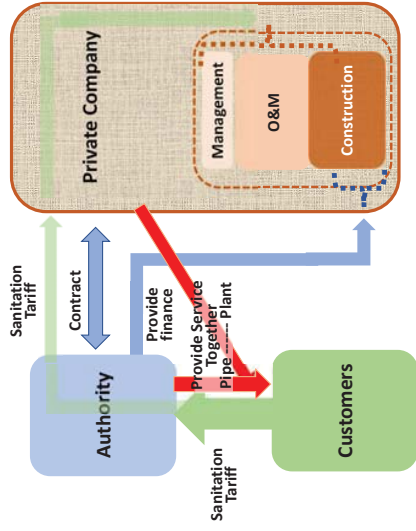 Sanitation
Tariff
Private Company
Contract
Authority
Provide
finance
Management
O&M
Construction
Provide Service
Together
Pipe ------ Plant
Sanitation
Tariff
Customers